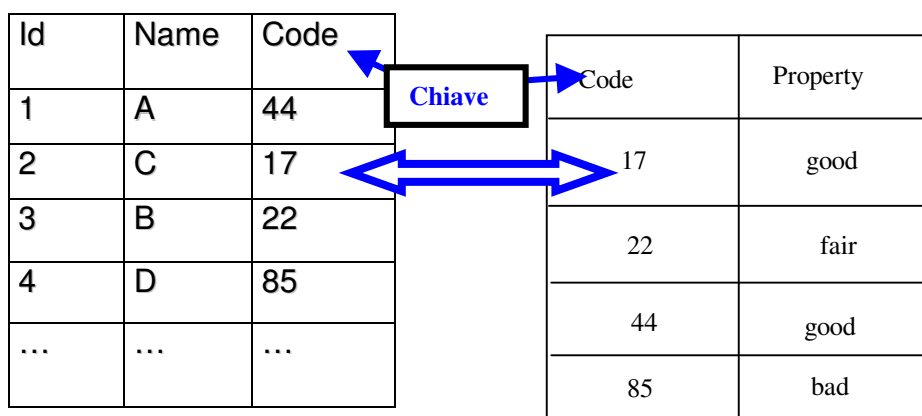 Id Name Code
1 A 44
2 C 17
3 B 22
4 D 85
... ... ...
Chiave
Code Property
17 good
22 fair
44 good
85 bad